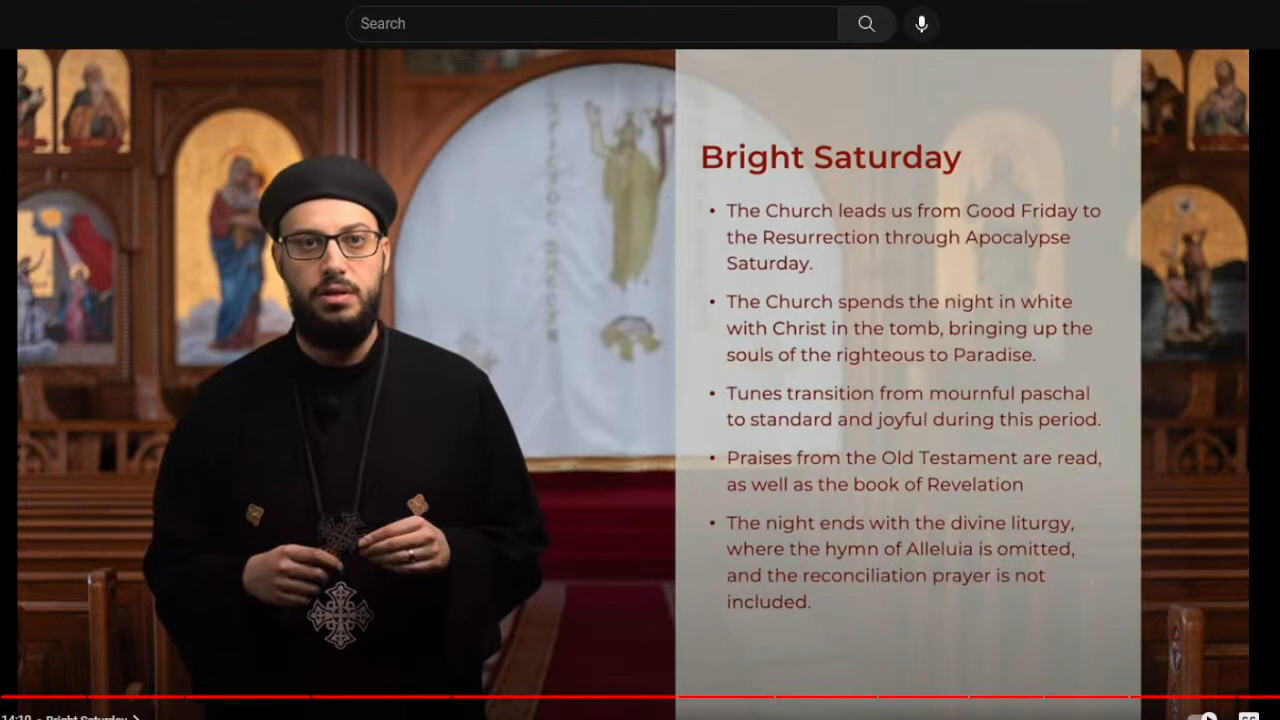 Search
Bright Saturday
• The Church leads us from Good Friday to
the Resurrection through Apocalypse
Saturday.
• The Church spends the night in white
with Christ in the tomb, bringing up the
souls of the righteous to Paradise.
• Tunes transition from mournful paschal
to standard and joyful during this period.
• Praises from the Old Testament are read,
as well as the book of Revelation
• The night ends with the divine liturgy,
where the hymn of Alleluia is omitted,
and the reconciliation prayer is not
included.
14:19 • Bright Saturday